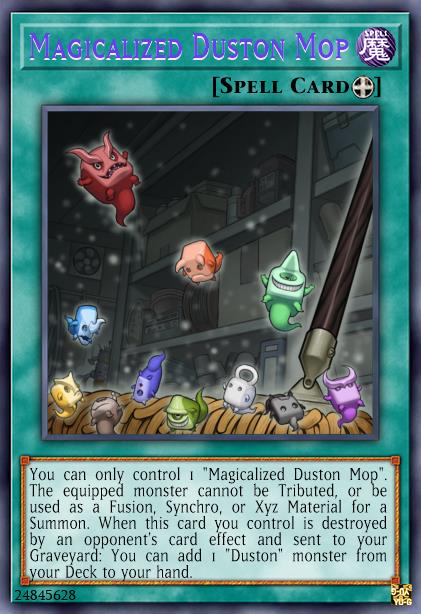 Magicalized Duston Mop
SPELL
魔
[Spell Card]
You can only control 1 "Magicalized Duston Mop".
The equipped monster cannot be Tributed, or be
used as a Fusion, Synchro, or Xyz Material for a
Summon. When this card you control is destroyed
by an opponent's card effect and sent to your
Graveyard: You can add 1 "Duston" monster from
your Deck to your hand.
24845628